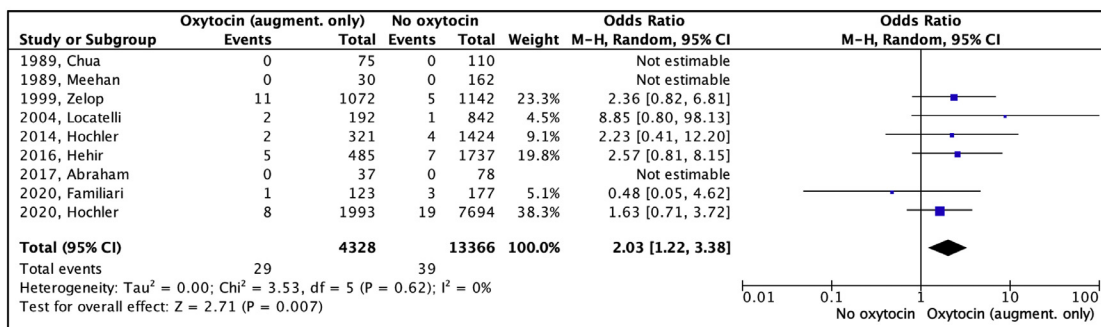 Oxytocin (augment. only) No oxytocin Odds Ratio Odds Ratio
Study or Subgroup Events Total Events Total Weight M-H, Random, 95% CI M-H, Random, 95% CI
1989, Chua 0 75 0 110 Not estimable
1989, Meehan 0 30 0 162 Not estimable
1999, Zelop 11 1072 5 1142 23.3% 2.36 [0.82, 6.81]
2004, Locatelli 2 192 1 842 4.5% 8.85 [0.80, 98.13]
2014, Hochler 2 321 4 1424 9.1% 2.23 [0.41, 12.20]
2016, Hehir 5 485 7 1737 19.8% 2.57 [0.81, 8.15]
2017, Abraham 0 37 0 78 Not estimable
2020, Familiari 1 123 3 177 5.1% 0.48 [0.05, 4.62]
2020, Hochler 8 1993 19 7694 38.3% 1.63 [0.71, 3.72]
Total (95% CI) 4328 13366 100.0% 2.03 [1.22, 3.38]
Total events 29 39
Heterogeneity: Tau² = 0.00; Chi² = 3.53, df = 5 (P = 0.62); I² = 0%
Test for overall effect: Z = 2.71 (P = 0.007)
0.01 0.1 1 10 100
No oxytocin Oxytocin (augment. only)